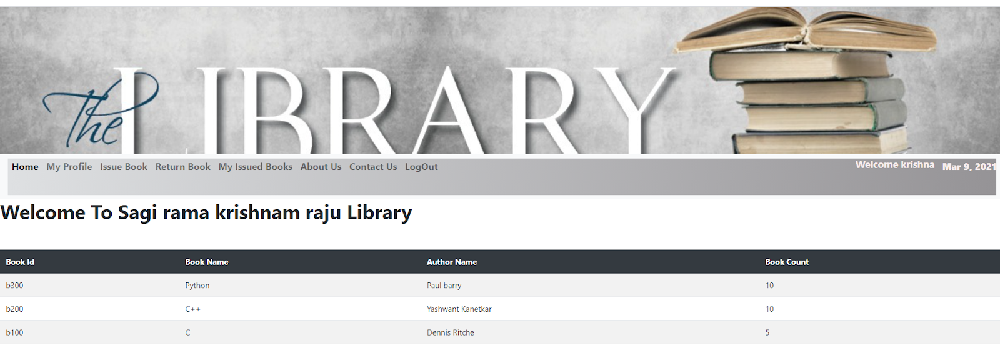 The LIBRARY
Home My Profile Issue Book Return Book My Issued Books About Us Contact Us LogOut Welcome krishna Mar 9, 2021
Welcome To Sagi rama krishnam raju Library
Book Id Book Name Author Name Book Count
b300 Python Paul barry 10
b200 C++ Yashwant Kanetkar 10
b100 C Dennis Ritche 5